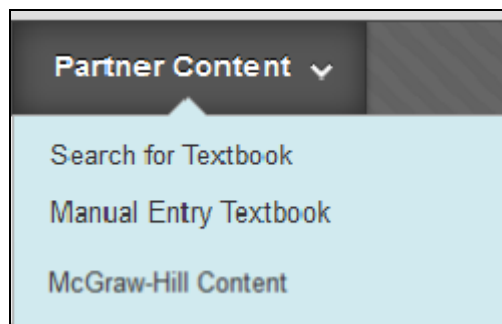 Partner Content
Search for Textbook
Manual Entry Textbook
McGraw-Hill Content